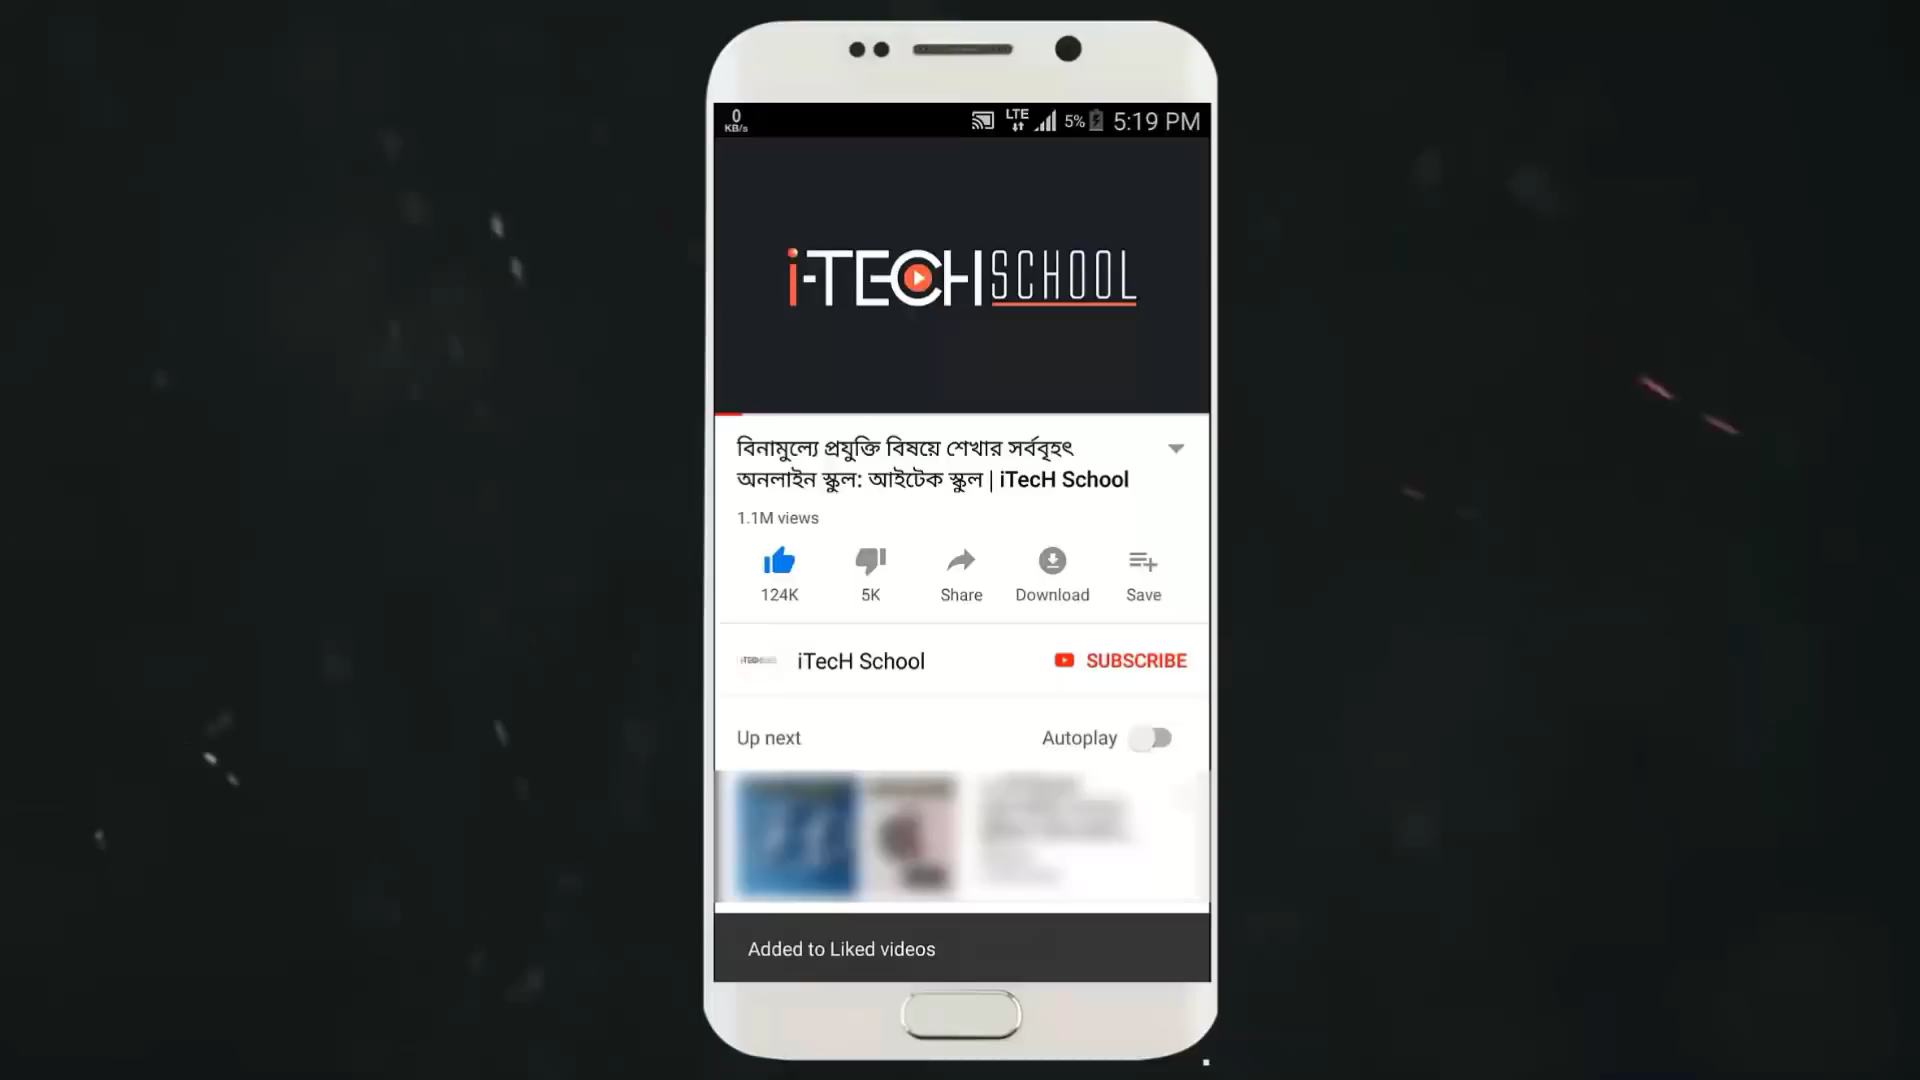 0
KB/s
LTE
5%
5:19 PM
i-TECH SCHOOL
বিনামুল্যে প্রযুক্তি বিষয়ে শেখার সর্ববৃহৎ
অনলাইন স্কুল: আইটেক স্কুল | iTecH School
1.1M views
124K
5K
Share
Download
Save
iTecH School
SUBSCRIBE
Up next
Autoplay
Added to Liked videos